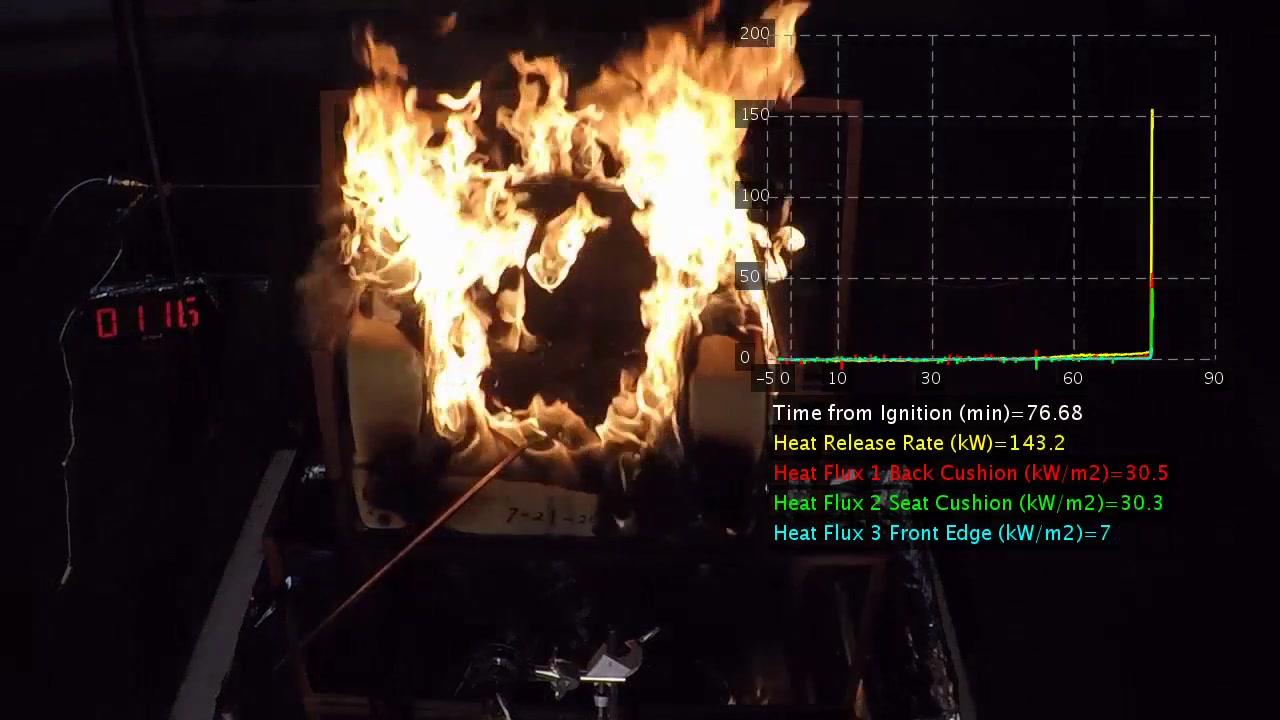 200
150
100
50
0
-5 0 10 30 60 90
0116
Time from Ignition (min)=76.68
Heat Release Rate (kW)=143.2
Heat Flux 1 Back Cushion (kW/m2)=30.5
Heat Flux 2 Seat Cushion (kW/m2)=30.3
Heat Flux 3 Front Edge (kW/m2)=7